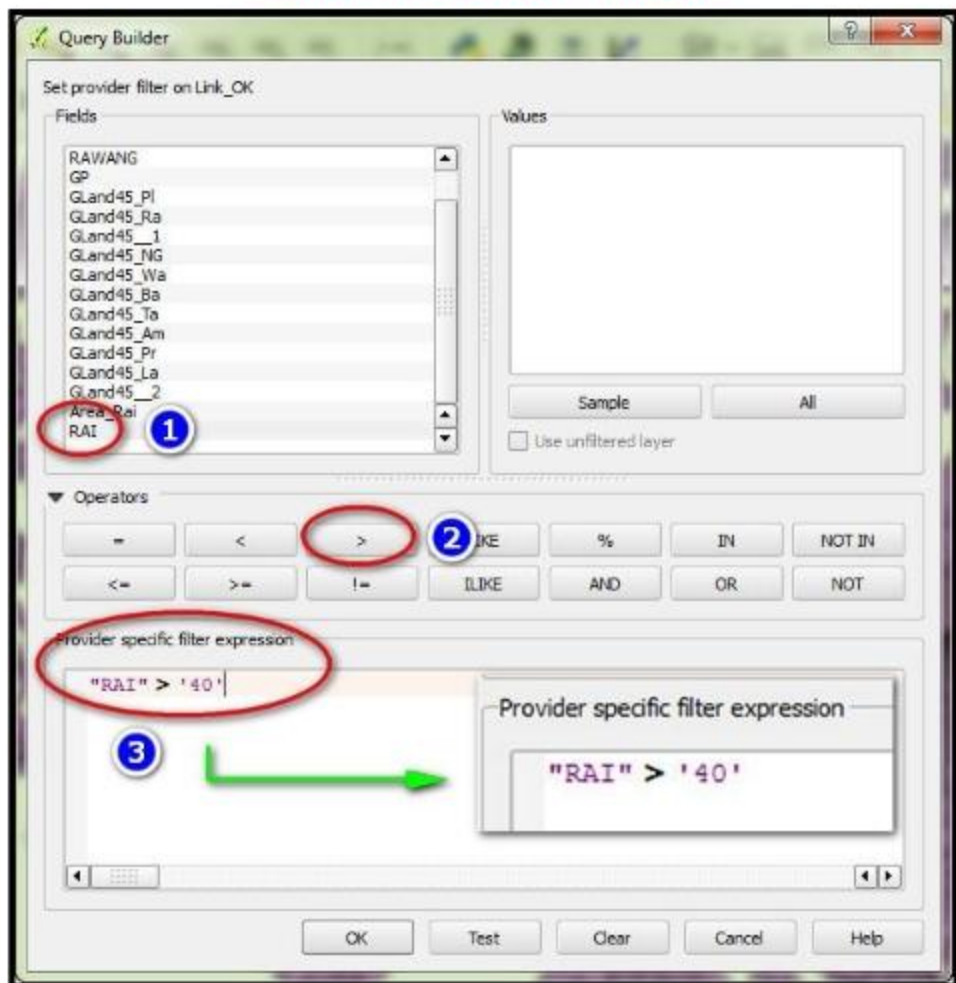 Query Builder
Set provider filter on Link_OK
Fields
Values
RAWANG
GP
GLand45_Pl
GLand45_Ra
GLand45__1
GLand45_NG
GLand45_Wa
GLand45_Ba
GLand45_Ta
GLand45_Am
GLand45_Pr
GLand45_La
GLand45__2
Area_Rai
RAI
1
Sample
All
Use unfiltered layer
Operators
=
<
>
2
IKE
%
IN
NOT IN
<=
>=
!=
ILIKE
AND
OR
NOT
Provider specific filter expression
"RAI" > '40'
3
Provider specific filter expression
"RAI" > '40'
OK
Test
Clear
Cancel
Help